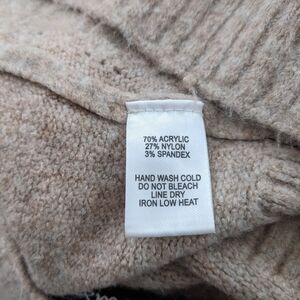 70% ACRYLIC
27% NYLON
3% SPANDEX
HAND WASH COLD
DO NOT BLEACH
LINE DRY
IRON LOW HEAT